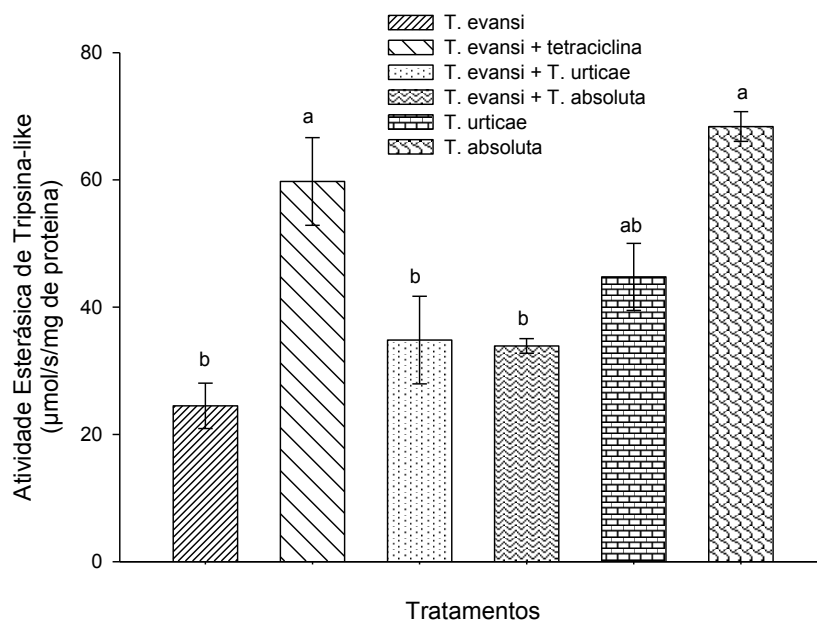 T. evansi
T. evansi + tetraciclina
T. evansi + T. urticae
T. evansi + T. absoluta
T. urticae
T. absoluta
Atividade Esterásica de Tripsina-like
(μmol/s/mg de proteina)
80
60
40
20
0
b
a
b
b
ab
a
Tratamentos